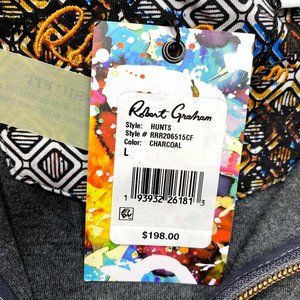 Robert Graham
Style: HUNTS
Style # RRR206515CF
Color: CHARCOAL
L
1 93932 26181 3
$198.00